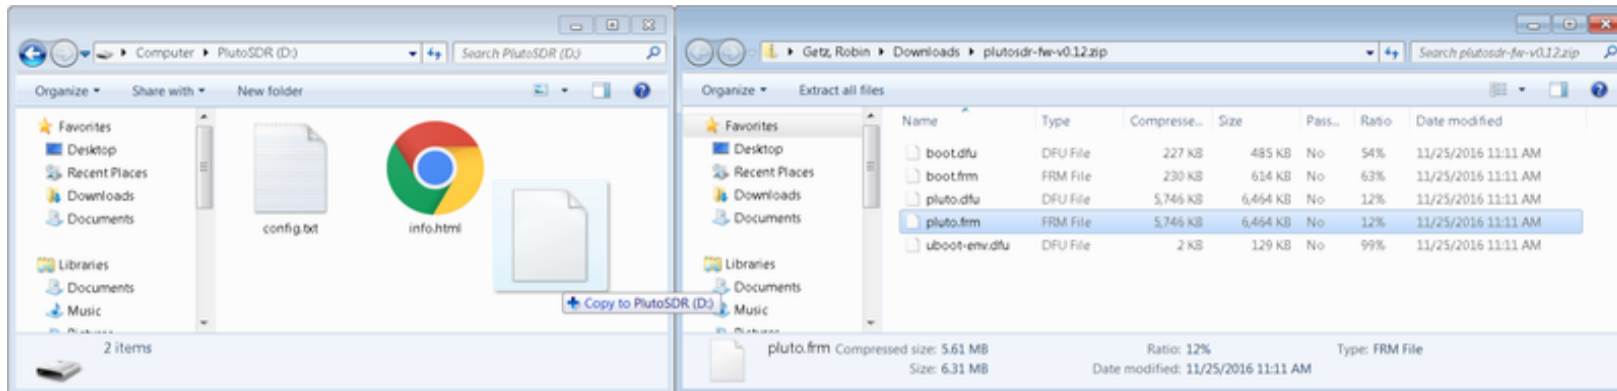 Computer PlutoSDR (D:) Search PlutoSDR (D:)
Organize Share with New folder
Favorites
Desktop
Recent Places
Downloads
Documents
Libraries
Documents
Music
config.txt info.html
Copy to PlutoSDR (D:)
2 items
Getz, Robin Downloads plutosdr-fw-v0.12.zip Search plutosdr-fw-v0.12.zip
Organize Extract all files
Favorites
Desktop
Recent Places
Downloads
Documents
Libraries
Documents
Music
Name Type Compresse... Size Pass... Ratio Date modified
boot.dfu DFU File 227 KB 485 KB No 54% 11/25/2016 11:11 AM
boot.frm FRM File 230 KB 614 KB No 63% 11/25/2016 11:11 AM
pluto.dfu DFU File 5,746 KB 6,464 KB No 12% 11/25/2016 11:11 AM
pluto.frm FRM File 5,746 KB 6,464 KB No 12% 11/25/2016 11:11 AM
uboot-env.dfu DFU File 2 KB 129 KB No 99% 11/25/2016 11:11 AM
pluto.frm Compressed size: 5.61 MB Ratio: 12% Type: FRM File
Size: 6.31 MB Date modified: 11/25/2016 11:11 AM